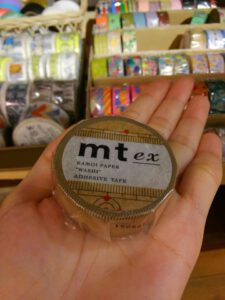 mt ex
KAMOI PAPER
"WASHI"
ADHESIVE TAPE